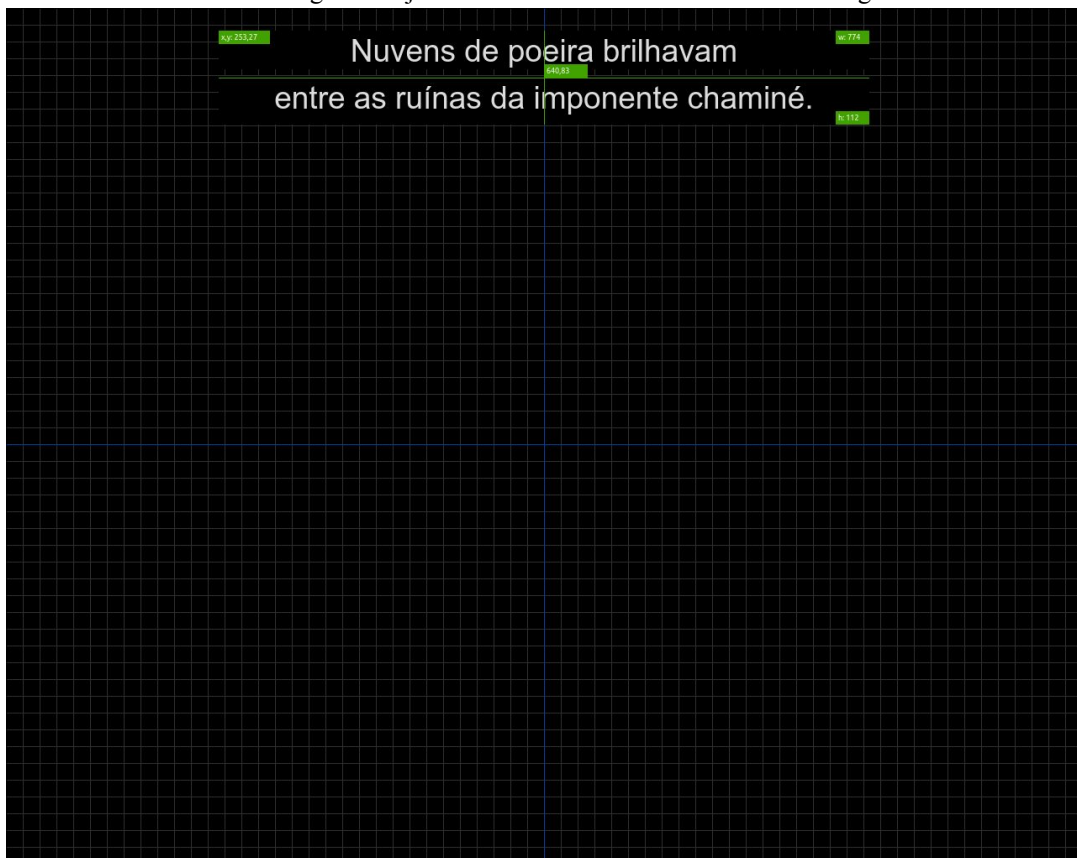 x,y: 253,27
w: 774
Nuvens de poeira brilhavam
640,83
entre as ruínas da imponente chaminé.
h: 112